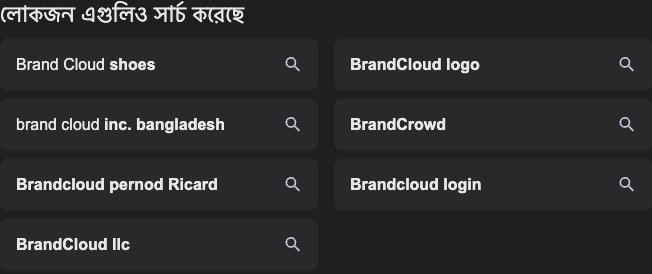 লোকজন এগুলিও সার্চ করেছে
Brand Cloud shoes
BrandCloud logo
brand cloud inc. bangladesh
BrandCrowd
Brandcloud pernod Ricard
Brandcloud login
BrandCloud llc